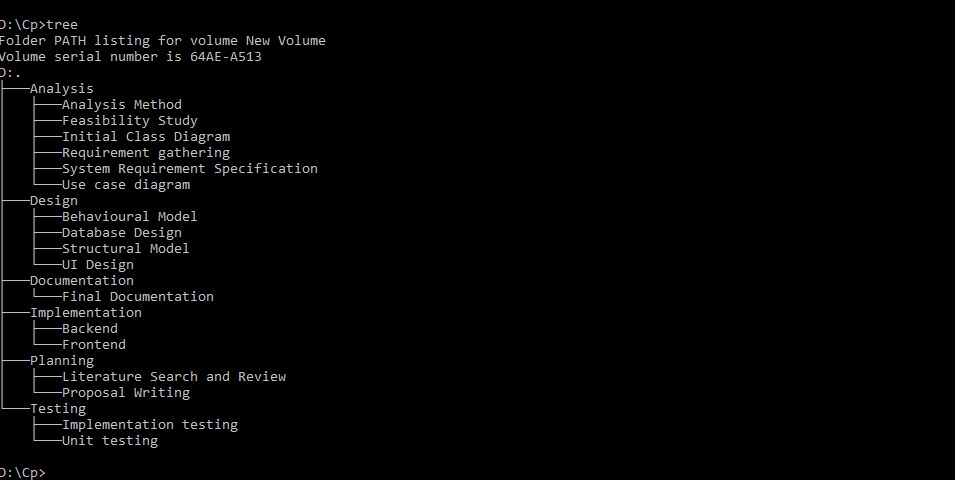 D:\Cp>tree
Folder PATH listing for volume New Volume
Volume serial number is 64AE-A513
D:.
├───Analysis
│   ├───Analysis Method
│   ├───Feasibility Study
│   ├───Initial Class Diagram
│   ├───Requirement gathering
│   ├───System Requirement Specification
│   └───Use case diagram
├───Design
│   ├───Behavioural Model
│   ├───Database Design
│   ├───Structural Model
│   └───UI Design
├───Documentation
│   └───Final Documentation
├───Implementation
│   ├───Backend
│   └───Frontend
├───Planning
│   ├───Literature Search and Review
│   └───Proposal Writing
└───Testing
    ├───Implementation testing
    └───Unit testing
D:\Cp>